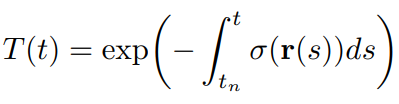 T(t) = exp(−∫_{t_n}^{t} σ(𝐫(s))ds)